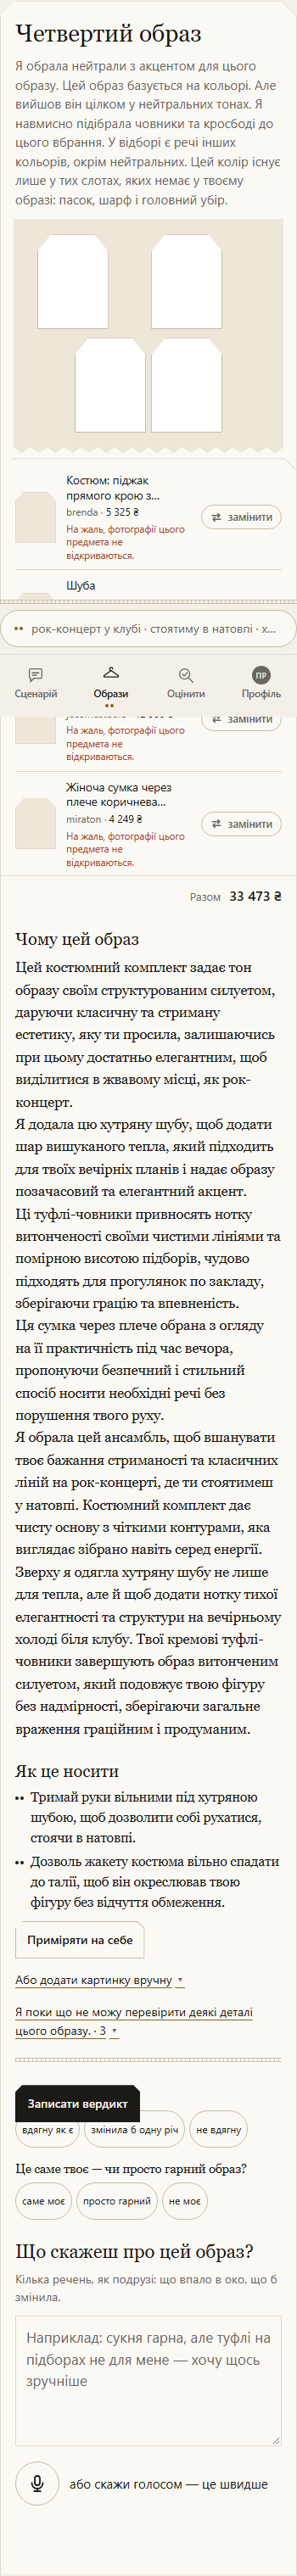 Четвертий образ
Я обрала нейтрали з акцентом для цього
образу. Цей образ базується на кольорі. Але
вийшов він цілком у нейтральних тонах. Я
навмисно підібрала човники та кросбоді до
цього вбрання. У відборі є речі інших
кольорів, окрім нейтральних. Цей колір існує
лише у тих слотах, яких немає у твоєму
образі: пасок, шарф і головний убір.
Костюм: піджак
прямого крою з...
brenda · 5 325 ₴
На жаль, фотографії цього
предмета не
відкриваються.
замінити
Шуба
рок-концерт у клубі · стоятиму в натовпі · х...
Сценарій
Образи
Оцінити
ПР
Профіль
На жаль, фотографії цього
предмета не
відкриваються.
замінити
Жіноча сумка через
плече коричнева...
miraton · 4 249 ₴
На жаль, фотографії цього
предмета не
відкриваються.
замінити
Разом 33 473 ₴
Чому цей образ
Цей костюмний комплект задає тон
образу своїм структурованим силуетом,
даруючи класичну та стриману
естетику, яку ти просила, залишаючись
при цьому достатньо елегантним, щоб
виділитися в жвавому місці, як рок-
концерт.
Я додала цю хутряну шубу, щоб додати
шар вишуканого тепла, який підходить
для твоїх вечірніх планів і надає образу
позачасовий та елегантний акцент.
Ці туфлі-човники привносять нотку
витонченості своїми чистими лініями та
помірною висотою підборів, чудово
підходять для прогулянок по закладу,
зберігаючи грацію та впевненість.
Ця сумка через плече обрана з огляду
на її практичність під час вечора,
пропонуючи безпечний і стильний
спосіб носити необхідні речі без
порушення твого руху.
Я обрала цей ансамбль, щоб вшанувати
твоє бажання стриманості та класичних
ліній на рок-концерті, де ти стоятимеш
у натовпі. Костюмний комплект дає
чисту основу з чіткими контурами, яка
виглядає зібрано навіть серед енергії.
Зверху я одягла хутряну шубу не лише
для тепла, але й щоб додати нотку тихої
елегантності та структури на вечірньому
холоді біля клубу. Твої кремові туфлі-
човники завершують образ витонченим
силуетом, який подовжує твою фігуру
без надмірності, зберігаючи загальне
враження граційним і продуманим.
Як це носити
Тримай руки вільними під хутряною
шубою, щоб дозволити собі рухатися,
стоячи в натовпі.
Дозволь жакету костюма вільно спадати
до талії, щоб він окреслював твою
фігуру без відчуття обмеження.
Приміряти на себе
Або додати картинку вручну
Я поки що не можу перевірити деякі деталі
цього образу. · 3
Записати вердикт
вдягну як є
змінила б одну річ
не вдягну
Це саме твоє — чи просто гарний образ?
саме моє
просто гарний
не моє
Що скажеш про цей образ?
Кілька речень, як подрузі: що впало в око, що б
змінила.
Наприклад: сукня гарна, але туфлі на
підборах не для мене — хочу щось
зручніше
або скажи голосом — це швидше